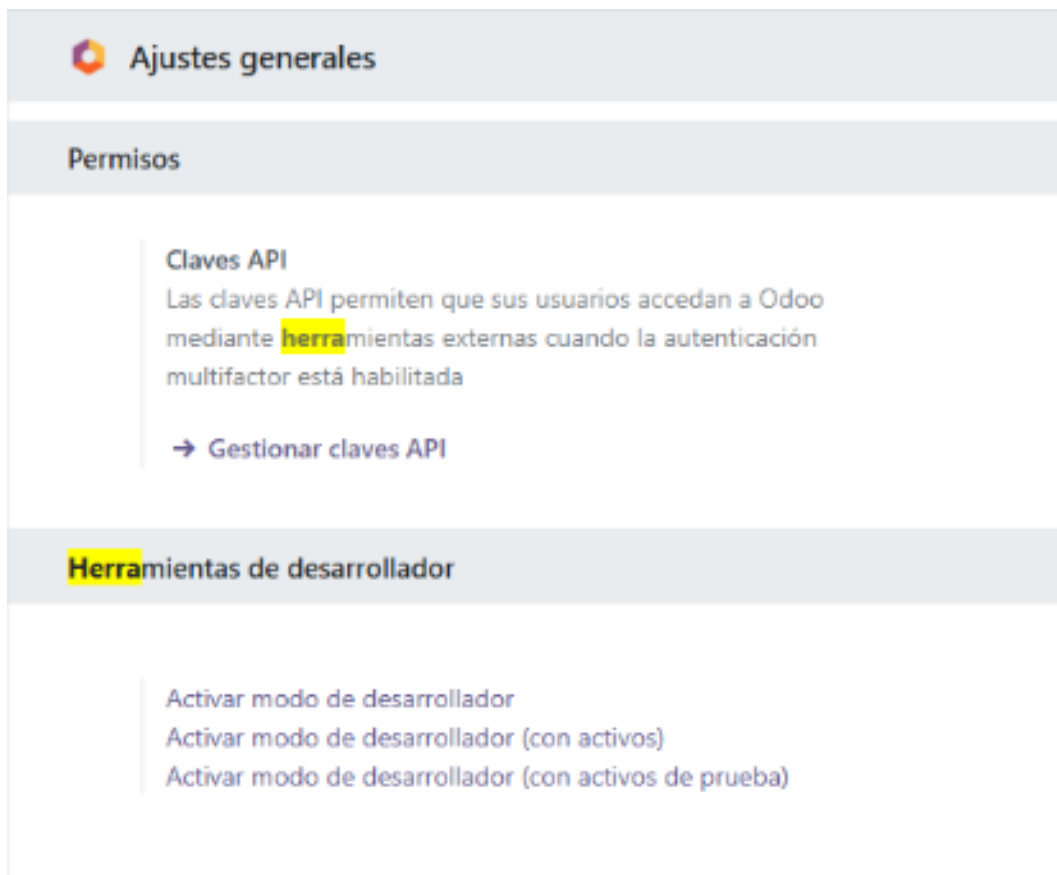 Ajustes generales
Permisos
Claves API
Las claves API permiten que sus usuarios accedan a Odoo
mediante herramientas externas cuando la autenticación
multifactor está habilitada
→ Gestionar claves API
Herramientas de desarrollador
Activar modo de desarrollador
Activar modo de desarrollador (con activos)
Activar modo de desarrollador (con activos de prueba)